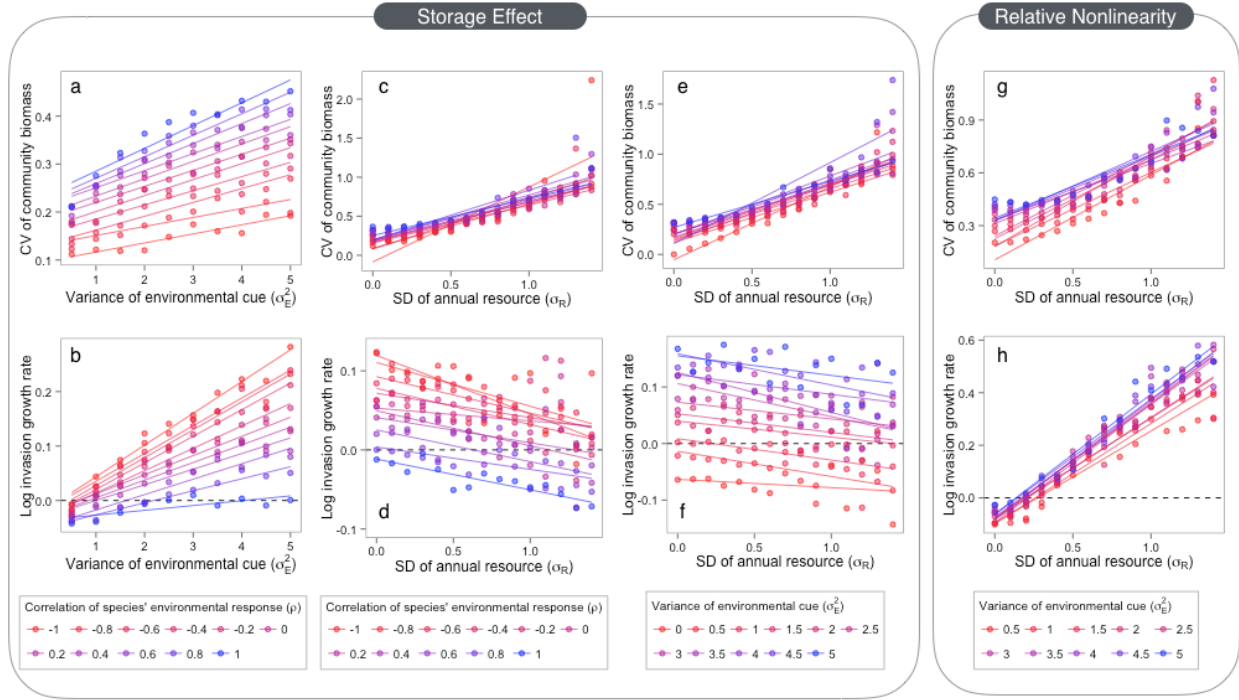 Storage Effect
Relative Nonlinearity
a
CV of community biomass
0.4
0.3
0.2
0.1
1 2 3 4 5
Variance of environmental cue (σ²E)
c
CV of community biomass
2.0
1.5
1.0
0.5
0.0
0.0 0.5 1.0
SD of annual resource (σR)
e
CV of community biomass
1.5
1.0
0.5
0.0
0.0 0.5 1.0
SD of annual resource (σR)
g
CV of community biomass
0.9
0.6
0.3
0.0 0.5 1.0
SD of annual resource (σR)
b
Log invasion growth rate
0.2
0.1
0.0
1 2 3 4 5
Variance of environmental cue (σ²E)
d
Log invasion growth rate
0.1
0.0
-0.1
0.0 0.5 1.0
SD of annual resource (σR)
f
Log invasion growth rate
0.1
0.0
-0.1
0.0 0.5 1.0
SD of annual resource (σR)
h
Log invasion growth rate
0.6
0.4
0.2
0.0
0.0 0.5 1.0
SD of annual resource (σR)
Correlation of species' environmental response (ρ)
-1 -0.8 -0.6 -0.4 -0.2 0
0.2 0.4 0.6 0.8 1
Correlation of species' environmental response (ρ)
-1 -0.8 -0.6 -0.4 -0.2 0
0.2 0.4 0.6 0.8 1
Variance of environmental cue (σ²E)
0 0.5 1 1.5 2 2.5
3 3.5 4 4.5 5
Variance of environmental cue (σ²E)
0.5 1 1.5 2 2.5
3 3.5 4 4.5 5